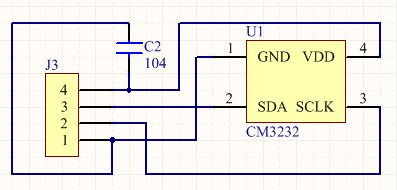 U1
1 GND VDD 4
C2
104
J3
4
3
2 SDA SCLK 3
2
1
CM3232